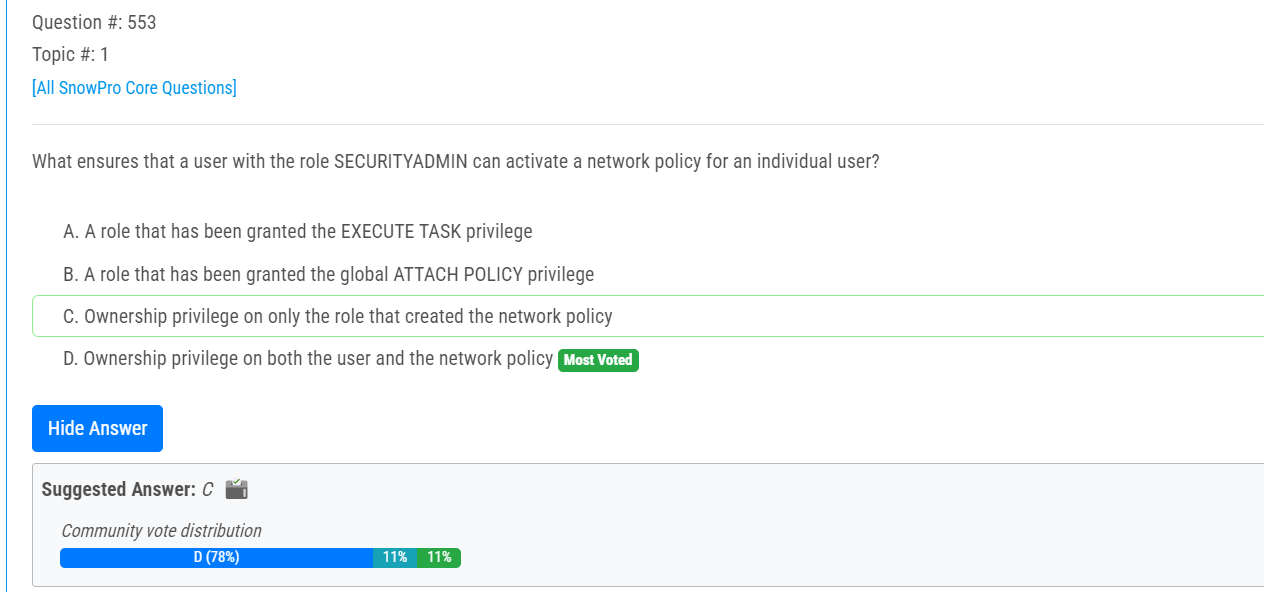 Question #: 553
Topic #: 1
[All SnowPro Core Questions]
What ensures that a user with the role SECURITYADMIN can activate a network policy for an individual user?
A. A role that has been granted the EXECUTE TASK privilege
B. A role that has been granted the global ATTACH POLICY privilege
C. Ownership privilege on only the role that created the network policy
D. Ownership privilege on both the user and the network policy Most Voted
Hide Answer
Suggested Answer: C
Community vote distribution
D (78%) 11% 11%